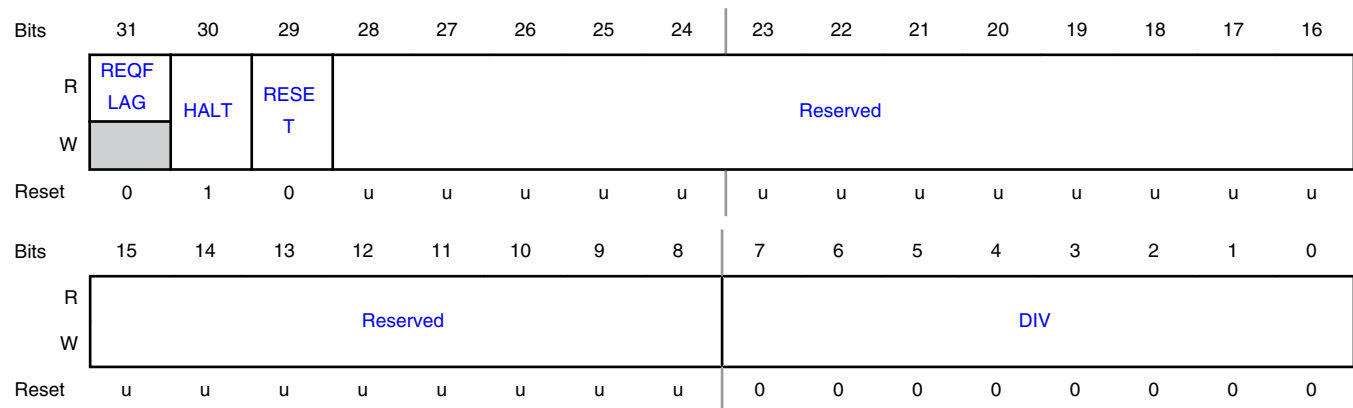 Bits 31 30 29 28 27 26 25 24 23 22 21 20 19 18 17 16
R REQF
LAG HALT RESE
T Reserved
W
Reset 0 1 0 u u u u u u u u u u u u u
Bits 15 14 13 12 11 10 9 8 7 6 5 4 3 2 1 0
R
Reserved DIV
W
Reset u u u u u u u u 0 0 0 0 0 0 0 0